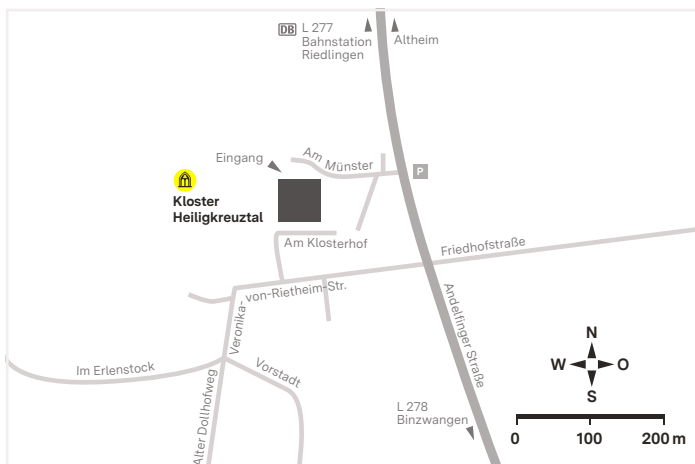 DB L 277
Bahnstation
Riedlingen
Altheim
Eingang
Am Münster
P
Kloster
Heiligkreuztal
Am Klosterhof
Friedhofstraße
Veronika-
von-Rietheim-Str.
Andelfinger Straße
Im Erlenstock
Vorstadt
Alter Dollhofweg
L 278
Binzwangen
N
W O
S
0 100 200 m